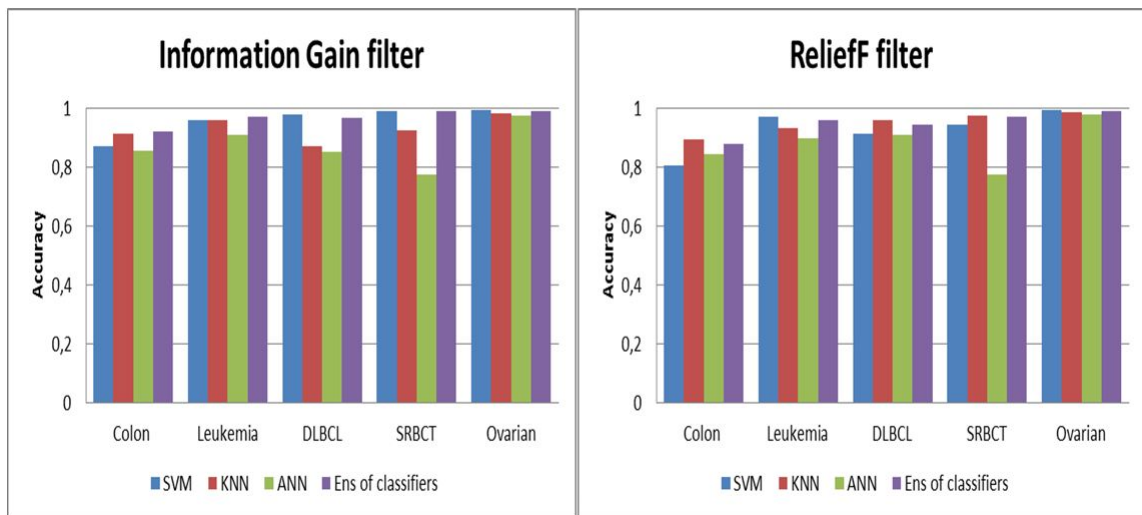 Information Gain filter
Accuracy
1
0,8
0,6
0,4
0,2
0
Colon Leukemia DLBCL SRBCT Ovarian
SVM KNN ANN Ens of classifiers
ReliefF filter
Accuracy
1
0,8
0,6
0,4
0,2
0
Colon Leukemia DLBCL SRBCT Ovarian
SVM KNN ANN Ens of classifiers